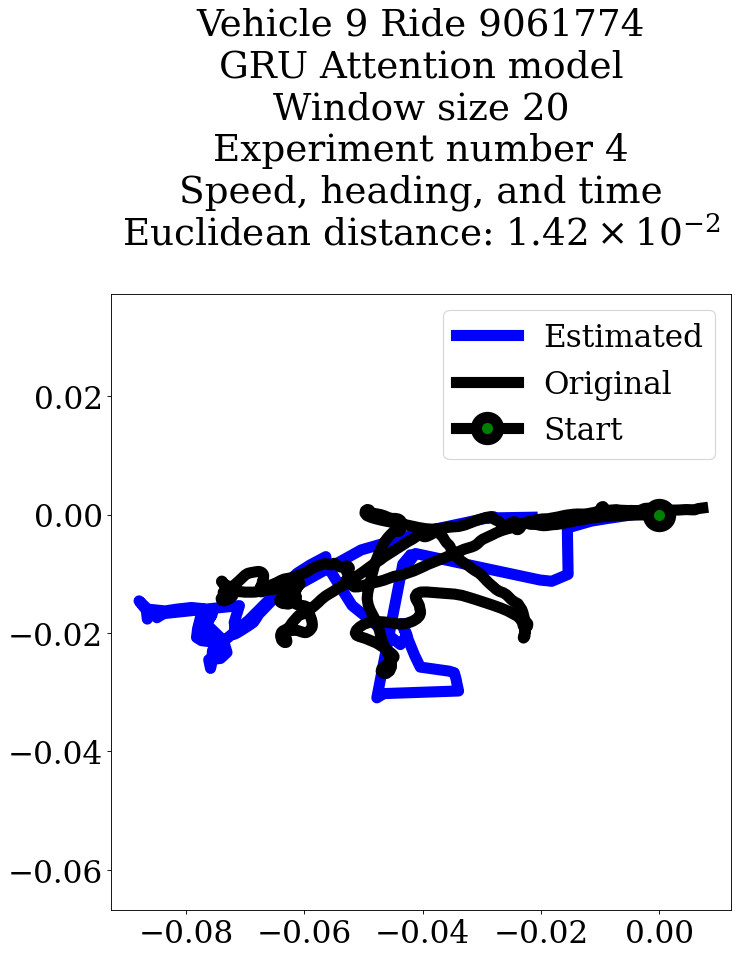 Vehicle 9 Ride 9061774
GRU Attention model
Window size 20
Experiment number 4
Speed, heading, and time
Euclidean distance: 1.42 × 10⁻²
Estimated
Original
Start
0.02
0.00
−0.02
−0.04
−0.06
−0.08 −0.06 −0.04 −0.02 0.00